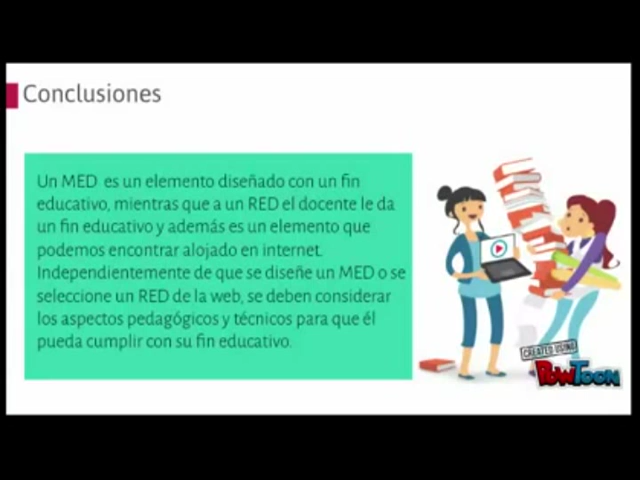 Conclusiones
Un MED es un elemento diseñado con un fin
educativo, mientras que a un RED el docente le da
un fin educativo y además es un elemento que
podemos encontrar alojado en internet.
Independientemente de que se diseñe un MED o se
seleccione un RED de la web, se deben considerar
los aspectos pedagógicos y técnicos para que él
pueda cumplir con su fin educativo.
CREATED USING
POWTOON